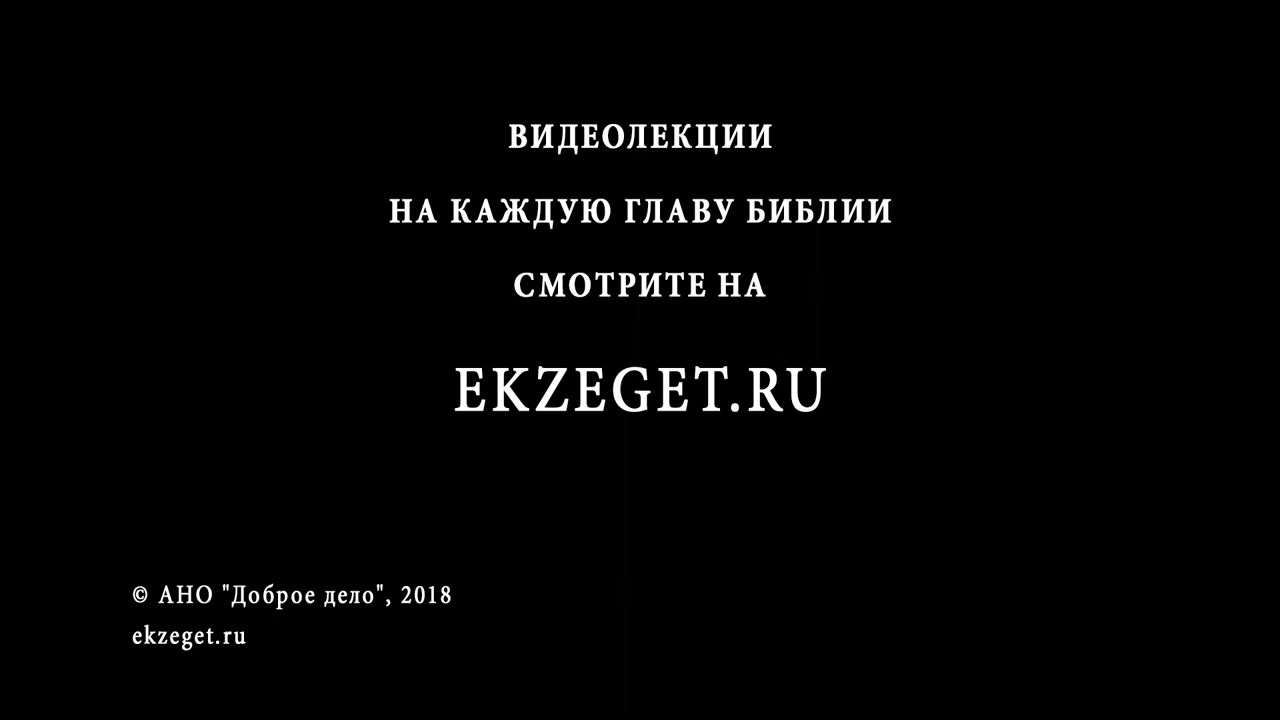 ВИДЕОЛЕКЦИИ
НА КАЖДУЮ ГЛАВУ БИБЛИИ
СМОТРИТЕ НА
EKZEGET.RU
© АНО "Доброе дело", 2018
ekzeget.ru